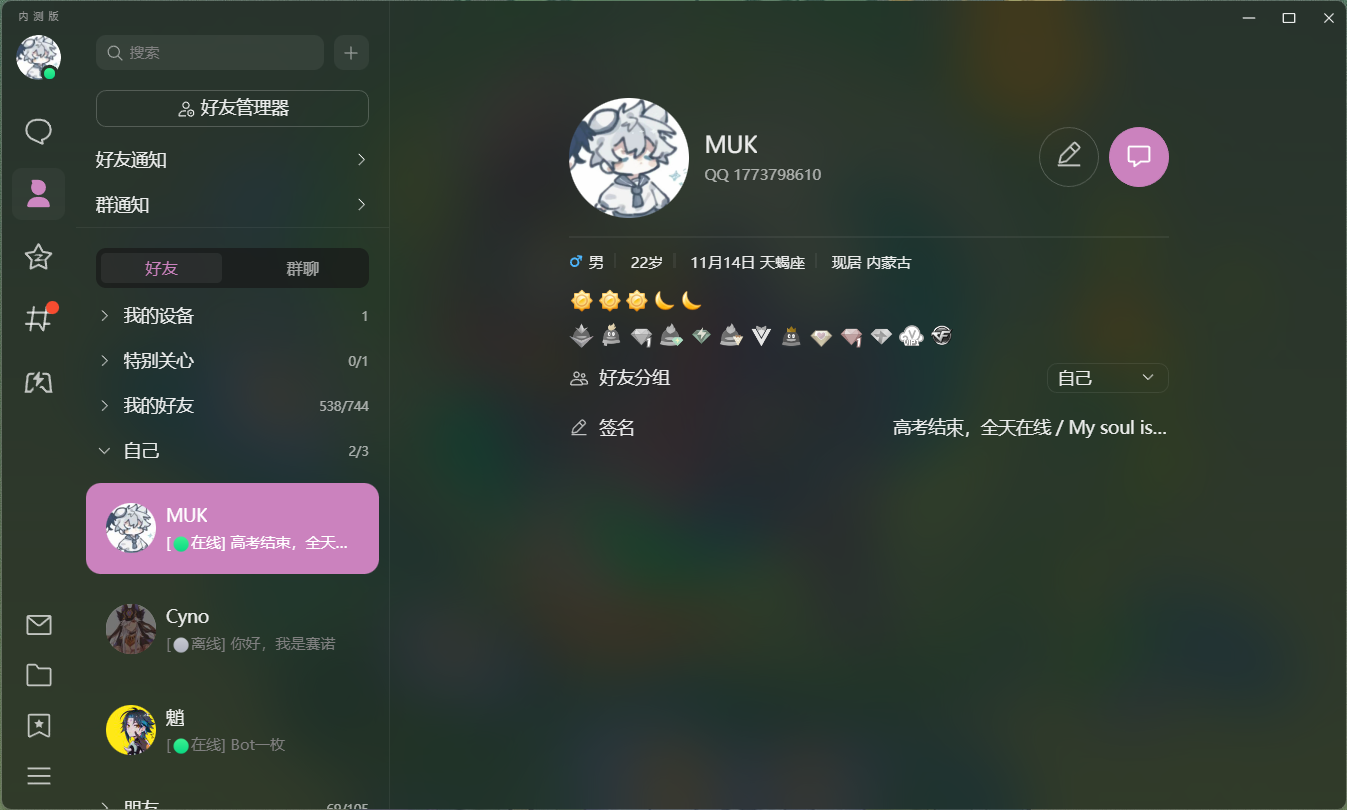 内测版
搜索
好友管理器
好友通知
群通知
好友
群聊
我的设备
1
特别关心
0/1
我的好友
538/744
自己
2/3
MUK
[在线] 高考结束，全天...
Cyno
[离线] 你好，我是赛诺
魈
[在线] Bot一枚
朋友
69/105
MUK
QQ 1773798610
男
22岁
11月14日 天蝎座
现居 内蒙古
好友分组
自己
签名
高考结束，全天在线 / My soul is...